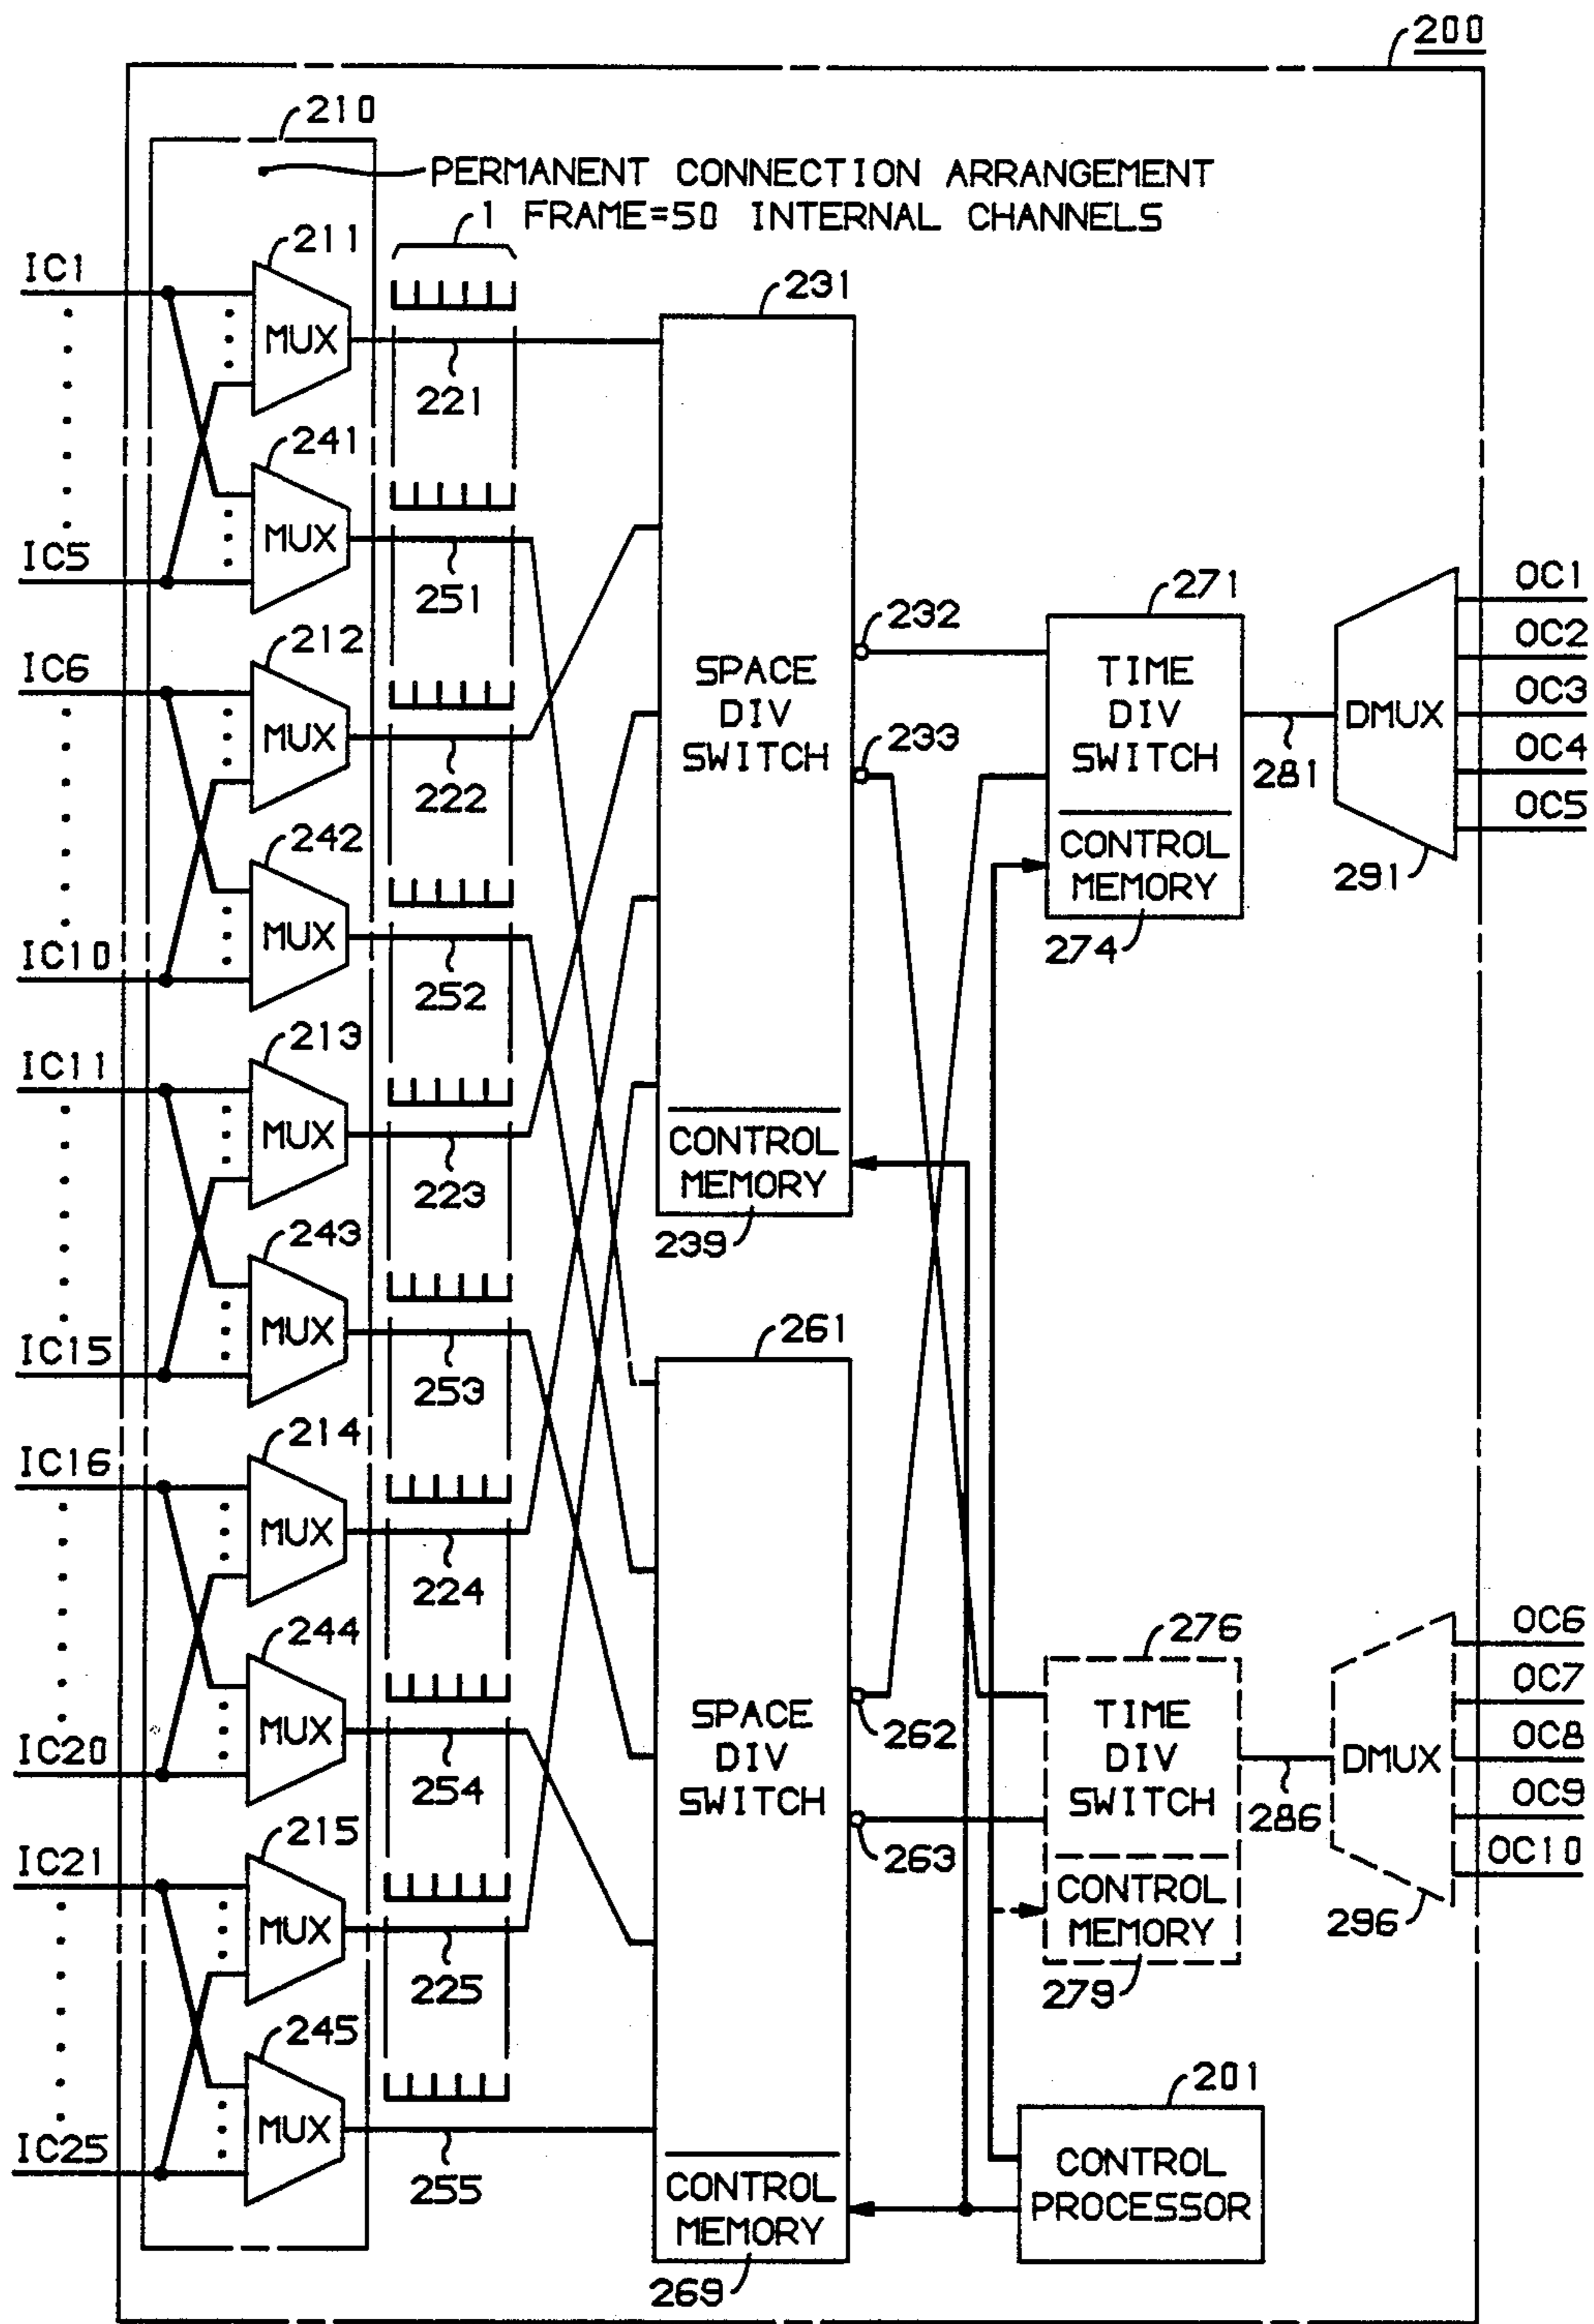 200
210
PERMANENT CONNECTION ARRANGEMENT
1 FRAME=50 INTERNAL CHANNELS
211
IC1
MUX
221
231
241
MUX
251
IC5
212
IC6
MUX
222
SPACE
DIV
SWITCH
232
233
271
TIME
DIV
SWITCH
CONTROL
MEMORY
274
281
DMUX
291
OC1
OC2
OC3
OC4
OC5
242
MUX
252
IC10
213
IC11
MUX
223
CONTROL
MEMORY
239
243
MUX
253
IC15
261
214
IC16
MUX
224
244
MUX
254
IC20
SPACE
DIV
SWITCH
262
263
276
TIME
DIV
SWITCH
CONTROL
MEMORY
279
286
DMUX
296
OC6
OC7
OC8
OC9
OC10
215
IC21
MUX
225
245
MUX
255
IC25
CONTROL
MEMORY
269
201
CONTROL
PROCESSOR